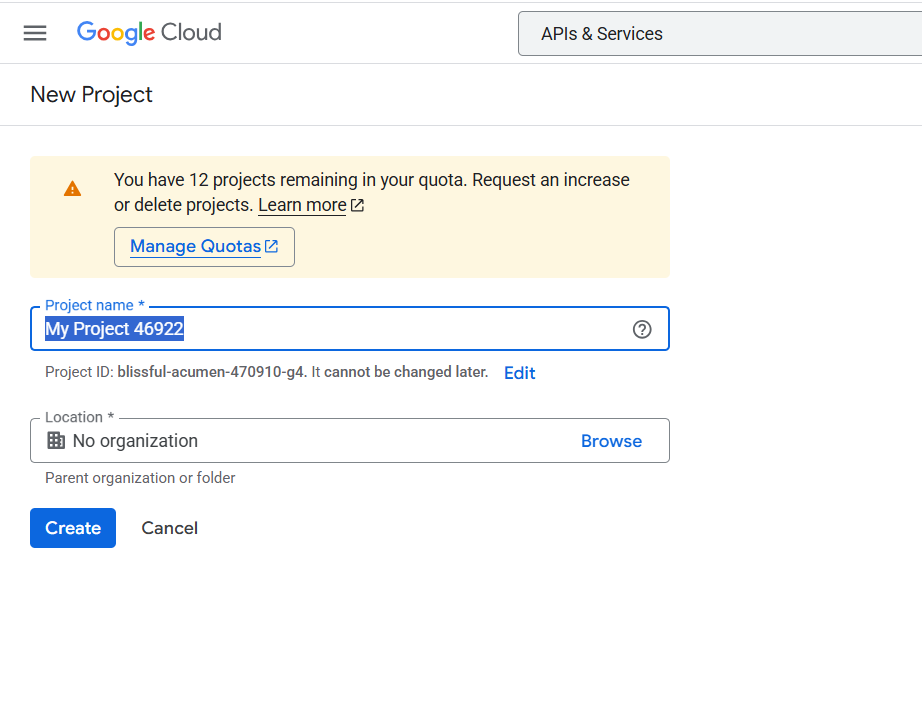 Google Cloud
APIs & Services
New Project
You have 12 projects remaining in your quota. Request an increase
or delete projects. Learn more
Manage Quotas
Project name *
My Project 46922
Project ID: blissful-acumen-470910-g4. It cannot be changed later. Edit
Location *
No organization Browse
Parent organization or folder
Create Cancel